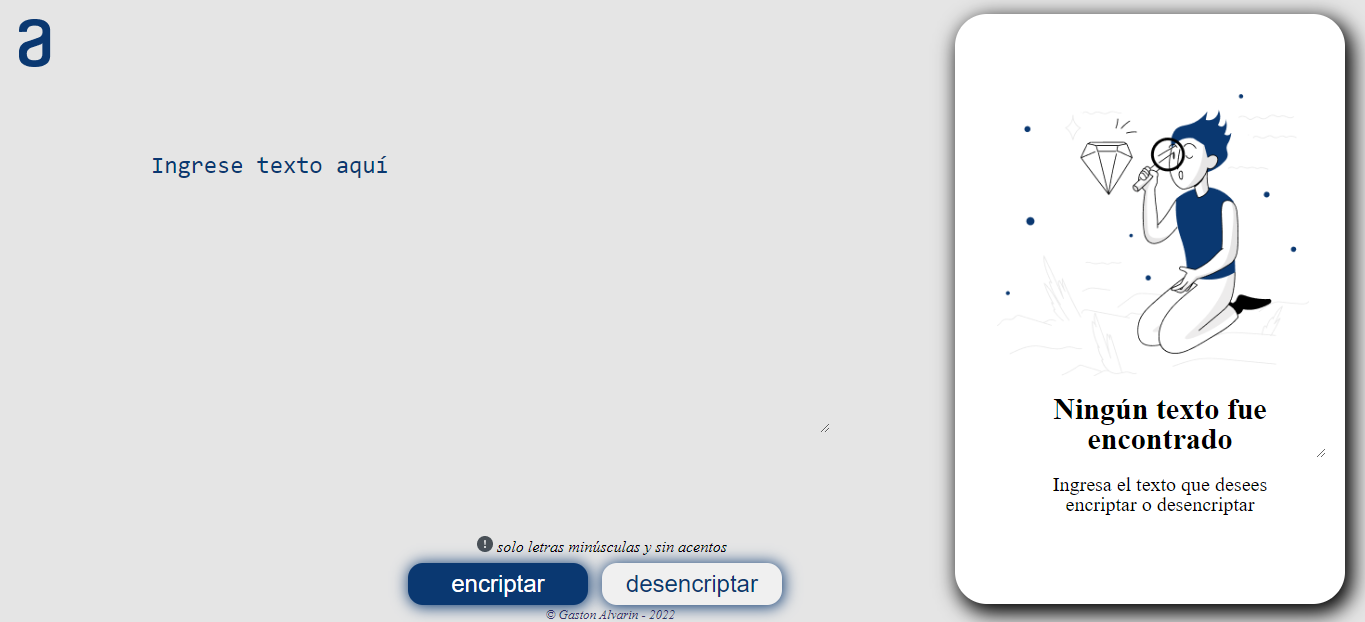 a
Ingrese texto aquí
Ningún texto fue
encontrado
Ingresa el texto que desees
encriptar o desencriptar
! solo letras minúsculas y sin acentos
encriptar
desencriptar
© Gaston Alvarin - 2022